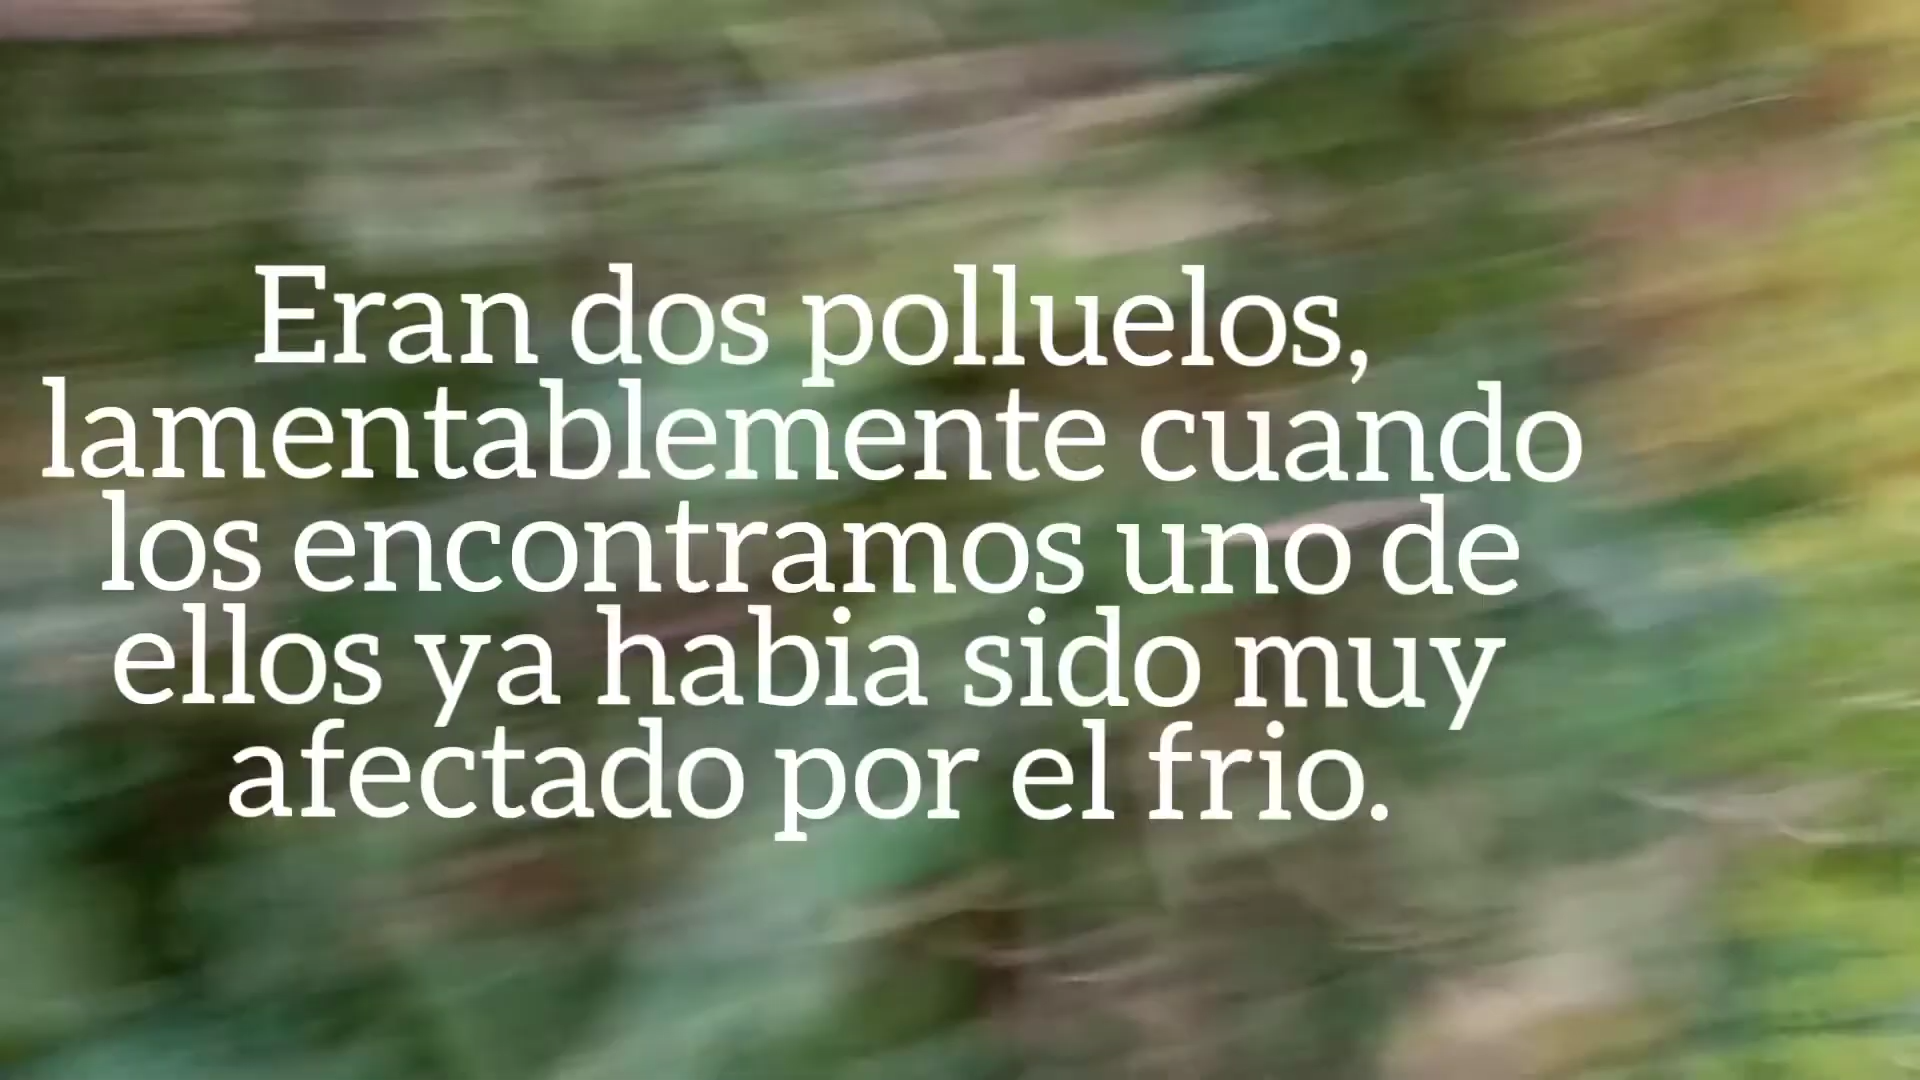 Eran dos polluelos,
lamentablemente cuando
los encontramos uno de
ellos ya habia sido muy
afectado por el frio.